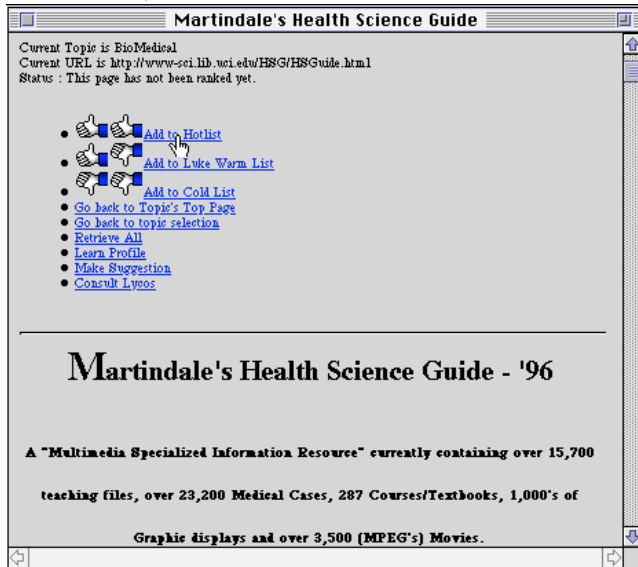 Martindale's Health Science Guide
Current Topic is BioMedical
Current URL is http://www-sci.lib.uci.edu/HSG/HSGuide.html
Status : This page has not been ranked yet.
Add to Hotlist
Add to Luke Warm List
Add to Cold List
Go back to Topic's Top Page
Go back to topic selection
Retrieve All
Learn Profile
Make Suggestion
Consult Lycos
Martindale's Health Science Guide - '96
A "Multimedia Specialized Information Resource" currently containing over 15,700
teaching files, over 23,200 Medical Cases, 287 Courses/Textbooks, 1,000's of
Graphic displays and over 3,500 (MPEG's) Movies.